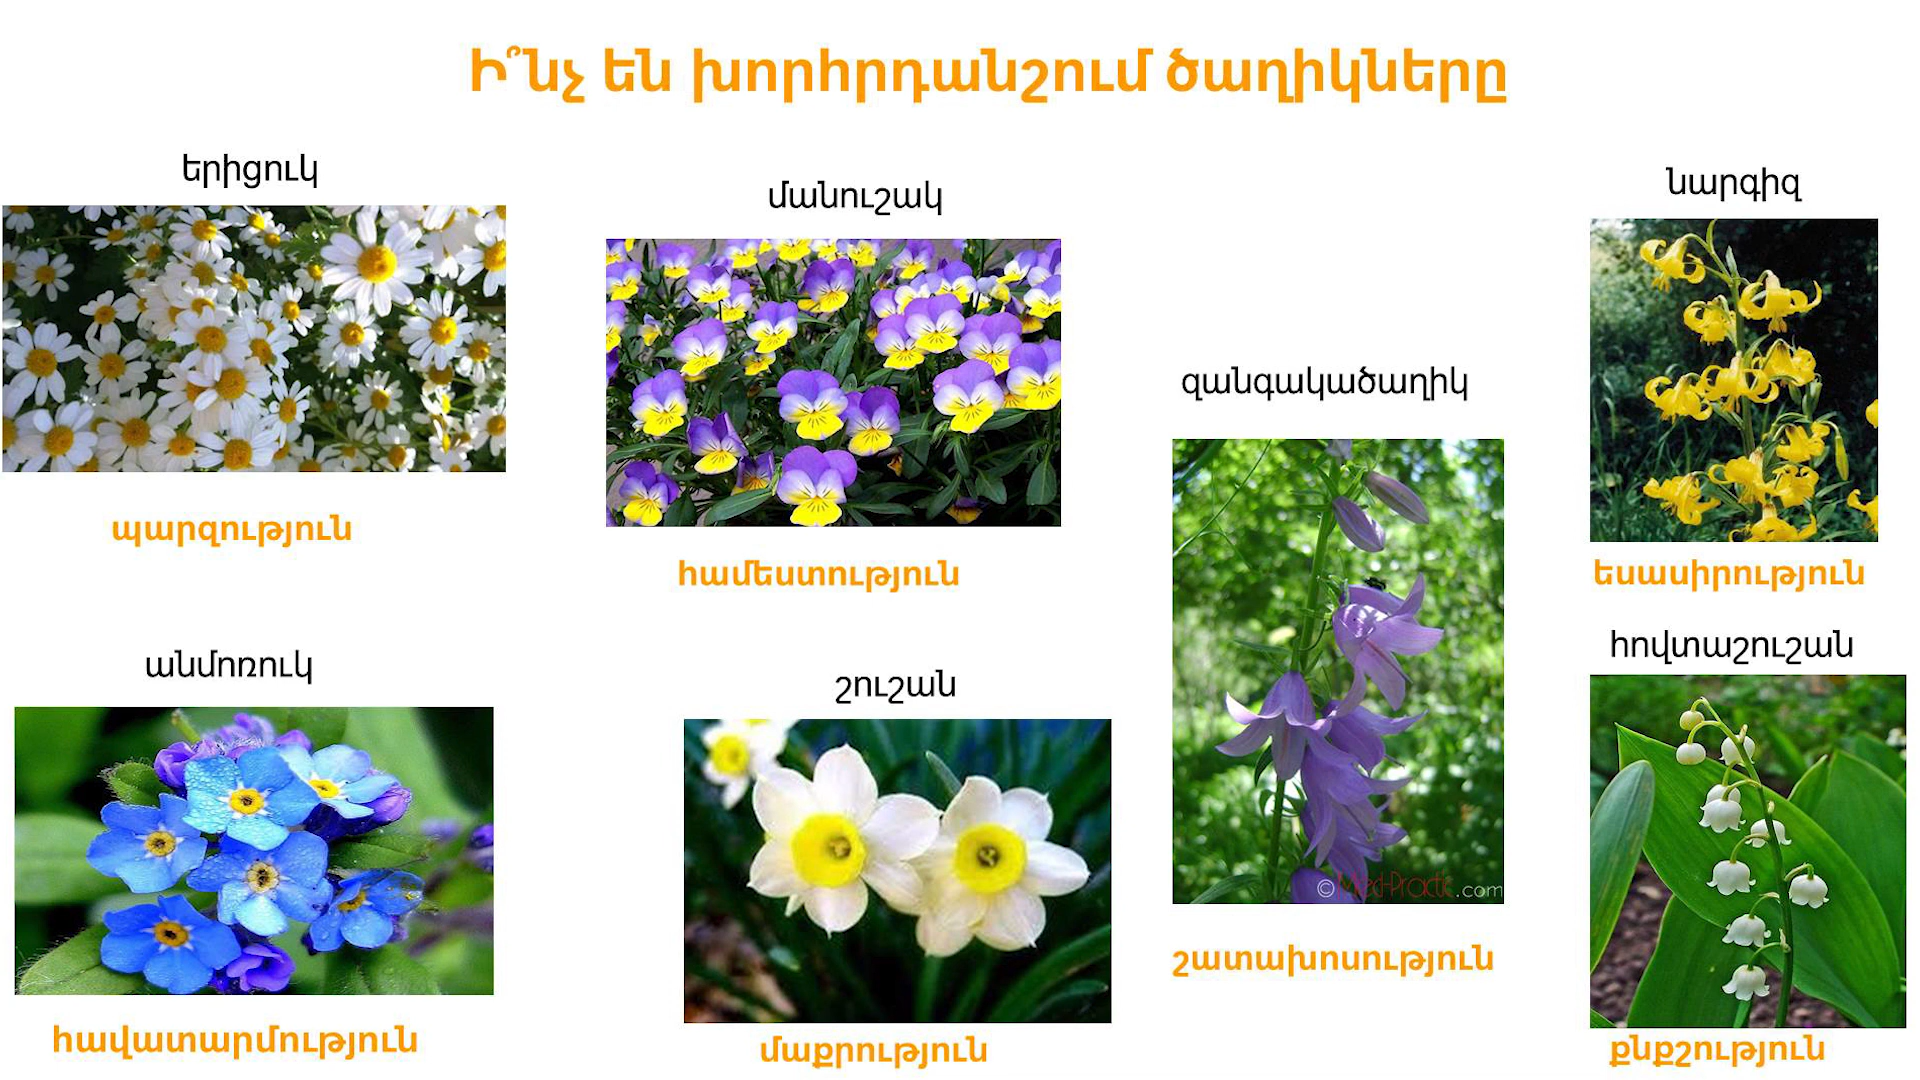 Ի՞նչ են խորհրդանշում ծաղիկները
երիցուկ
պարզություն
մանուշակ
համեստություն
զանգակածաղիկ
© Med-Practic.com
շատախոսություն
նարգիզ
եսասիրություն
անմոռուկ
հավատարմություն
շուշան
մաքրություն
հովտաշուշան
քնքշություն